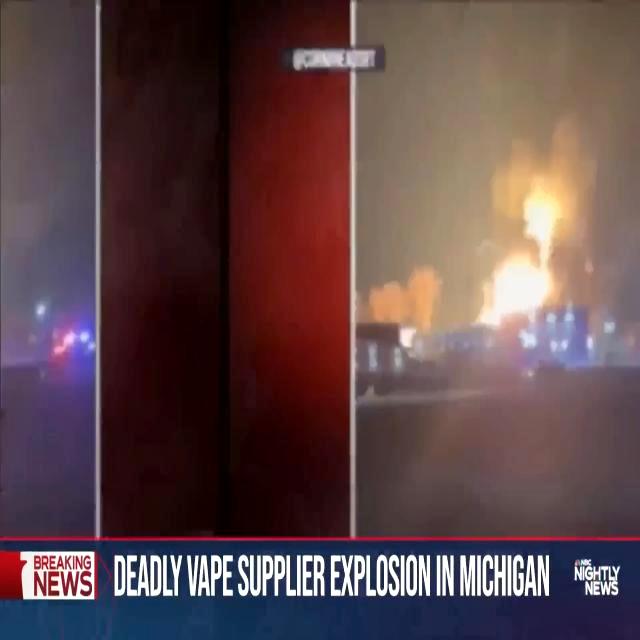 BREAKING
NEWS
DEADLY VAPE SUPPLIER EXPLOSION IN MICHIGAN
NBC
NIGHTLY
NEWS